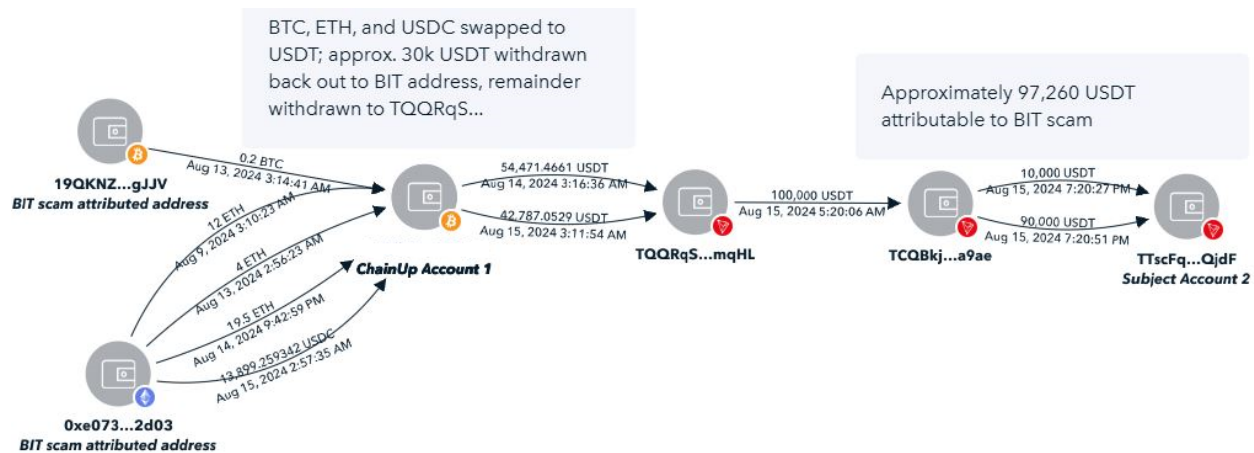 BTC, ETH, and USDC swapped to
USDT; approx. 30k USDT withdrawn
back out to BIT address, remainder
withdrawn to TQQRqS...
Approximately 97,260 USDT
attributable to BIT scam
19QKNZ...gJJV
BIT scam attributed address
0.2 BTC
Aug 13, 2024 3:14:41 AM
12 ETH
Aug 9, 2024 3:10:23 AM
4 ETH
Aug 13, 2024 2:56:23 AM
19.5 ETH
Aug 14, 2024 9:42:59 PM
13,899.259342 USDC
Aug 15, 2024 2:57:35 AM
0xe073...2d03
BIT scam attributed address
ChainUp Account 1
54,471.4661 USDT
Aug 14, 2024 3:16:36 AM
42,787.0529 USDT
Aug 15, 2024 3:11:54 AM
TQQRqS...mqHL
100,000 USDT
Aug 15, 2024 5:20:06 AM
TCQBkj...a9ae
10,000 USDT
Aug 15, 2024 7:20:27 PM
90,000 USDT
Aug 15, 2024 7:20:51 PM
TTscFq...QjdF
Subject Account 2